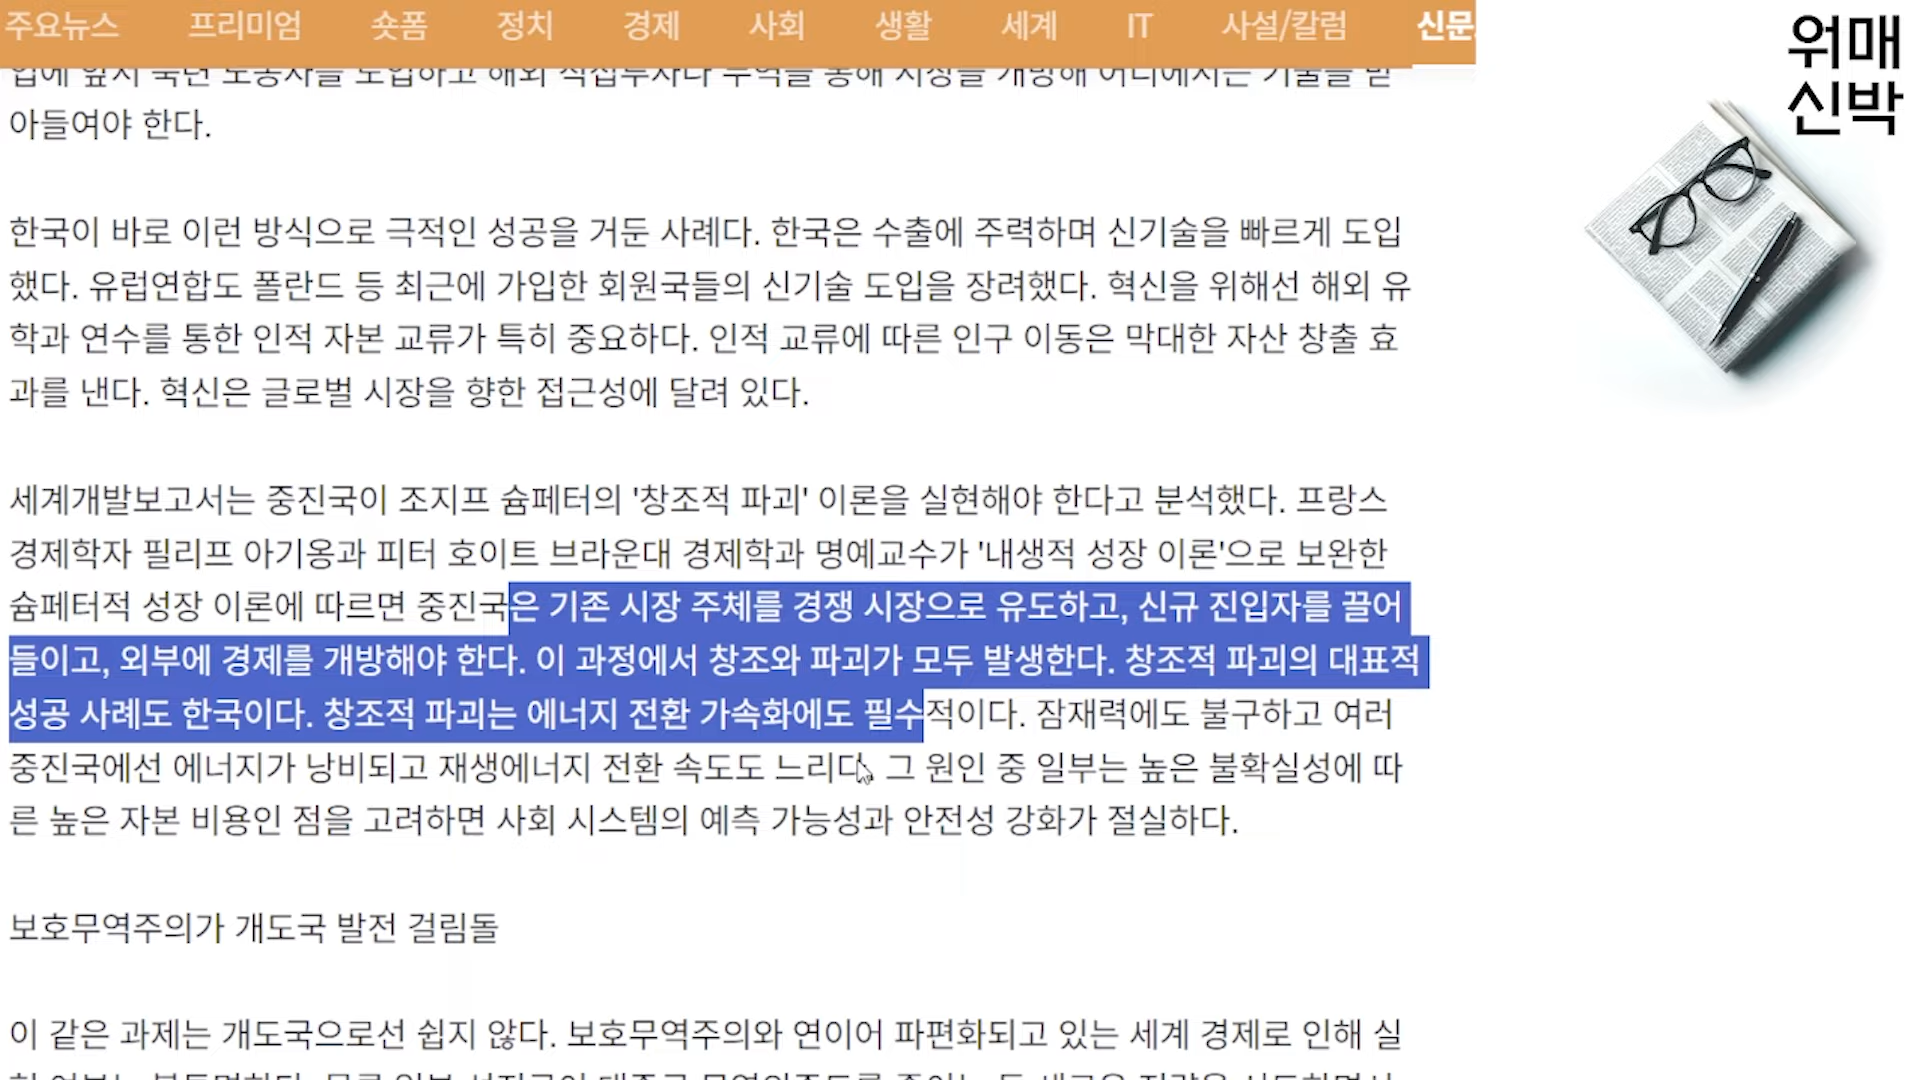 주요뉴스 프리미엄 숏폼 정치 경제 사회 생활 세계 IT 사설/칼럼 신문
워매
신박
아들여야 한다.
한국이 바로 이런 방식으로 극적인 성공을 거둔 사례다. 한국은 수출에 주력하며 신기술을 빠르게 도입
했다. 유럽연합도 폴란드 등 최근에 가입한 회원국들의 신기술 도입을 장려했다. 혁신을 위해선 해외 유
학과 연수를 통한 인적 자본 교류가 특히 중요하다. 인적 교류에 따른 인구 이동은 막대한 자산 창출 효
과를 낸다. 혁신은 글로벌 시장을 향한 접근성에 달려 있다.
세계개발보고서는 중진국이 조지프 슘페터의 '창조적 파괴' 이론을 실현해야 한다고 분석했다. 프랑스
경제학자 필리프 아기옹과 피터 호이트 브라운대 경제학과 명예교수가 '내생적 성장 이론'으로 보완한
슘페터적 성장 이론에 따르면 중진국은 기존 시장 주체를 경쟁 시장으로 유도하고, 신규 진입자를 끌어
들이고, 외부에 경제를 개방해야 한다. 이 과정에서 창조와 파괴가 모두 발생한다. 창조적 파괴의 대표적
성공 사례도 한국이다. 창조적 파괴는 에너지 전환 가속화에도 필수적이다. 잠재력에도 불구하고 여러
중진국에선 에너지가 낭비되고 재생에너지 전환 속도도 느리다. 그 원인 중 일부는 높은 불확실성에 따
른 높은 자본 비용인 점을 고려하면 사회 시스템의 예측 가능성과 안전성 강화가 절실하다.
보호무역주의가 개도국 발전 걸림돌
이 같은 과제는 개도국으로선 쉽지 않다. 보호무역주의와 연이어 파편화되고 있는 세계 경제로 인해 실